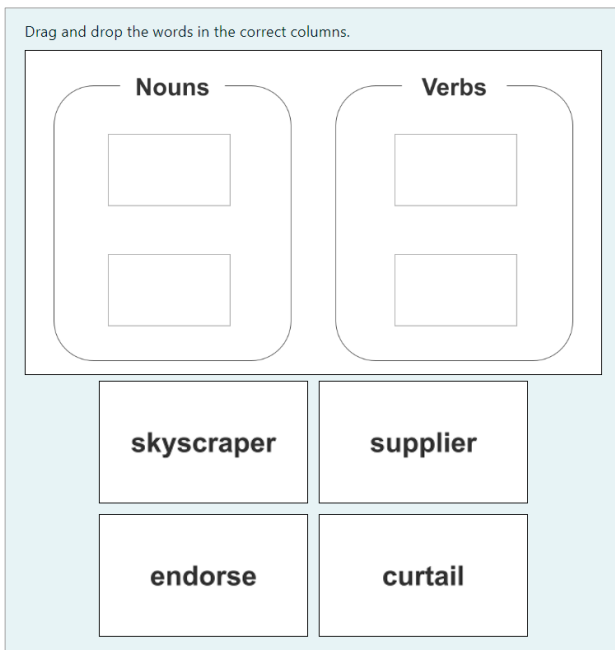 Drag and drop the words in the correct columns.
Nouns Verbs
skyscraper supplier
endorse curtail